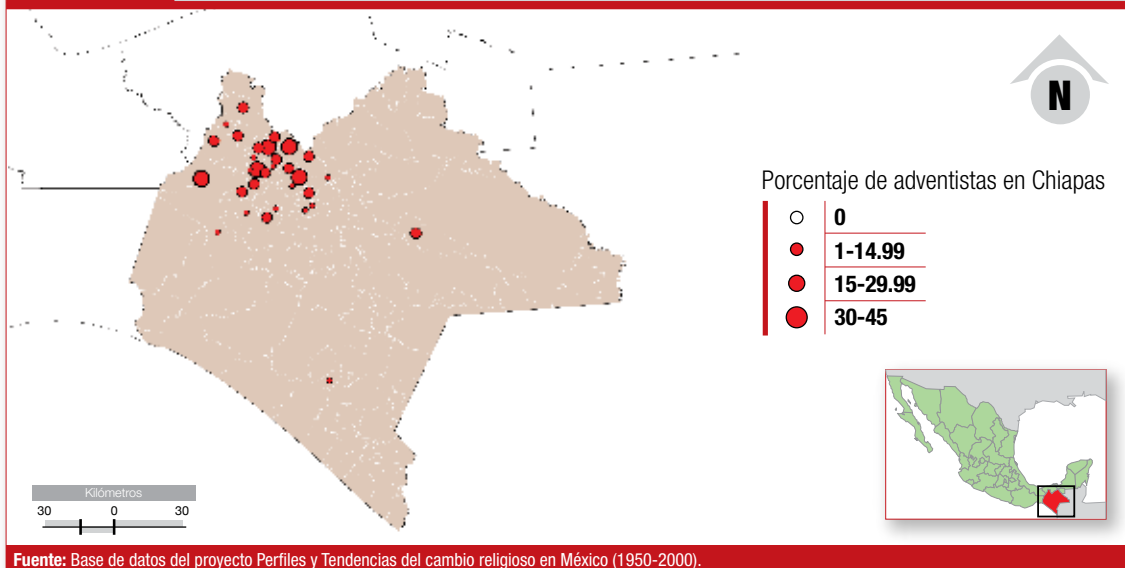 N
Porcentaje de adventistas en Chiapas
0
1-14.99
15-29.99
30-45
Kilómetros
30 0 30
Fuente: Base de datos del proyecto Perfiles y Tendencias del cambio religioso en México (1950-2000).